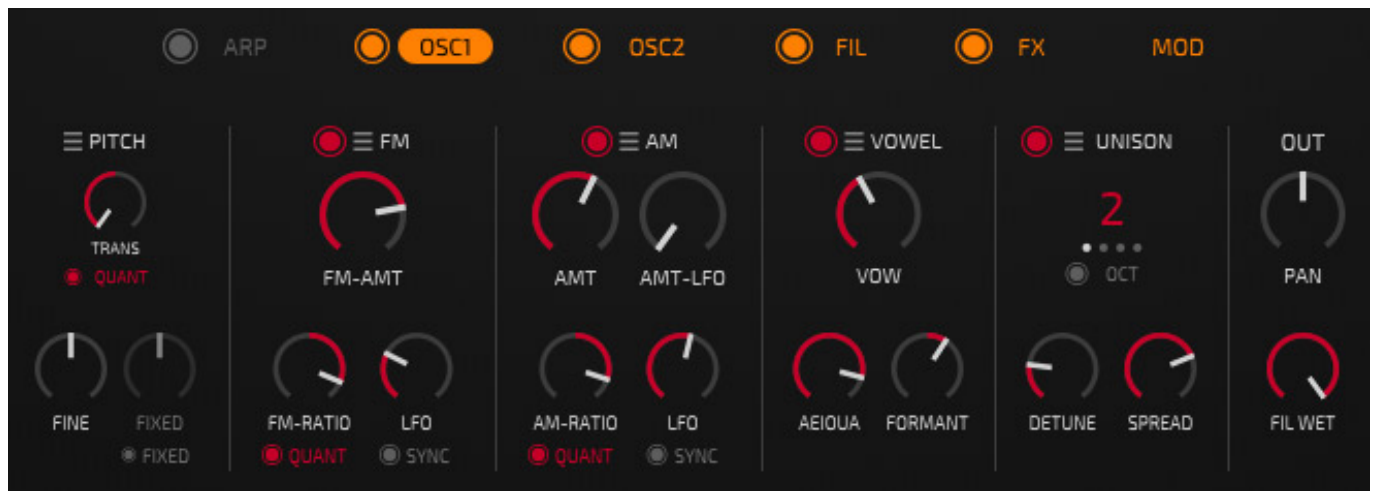 ARP OSC1 OSC2 FIL FX MOD
PITCH FM AM VOWEL UNISON OUT
2
TRANS
QUANT OCT
FM-AMT AMT AMT-LFO VOW PAN
FINE FIXED FM-RATIO LFO AM-RATIO LFO AEIOUA FORMANT DETUNE SPREAD FIL WET
FIXED QUANT SYNC QUANT SYNC